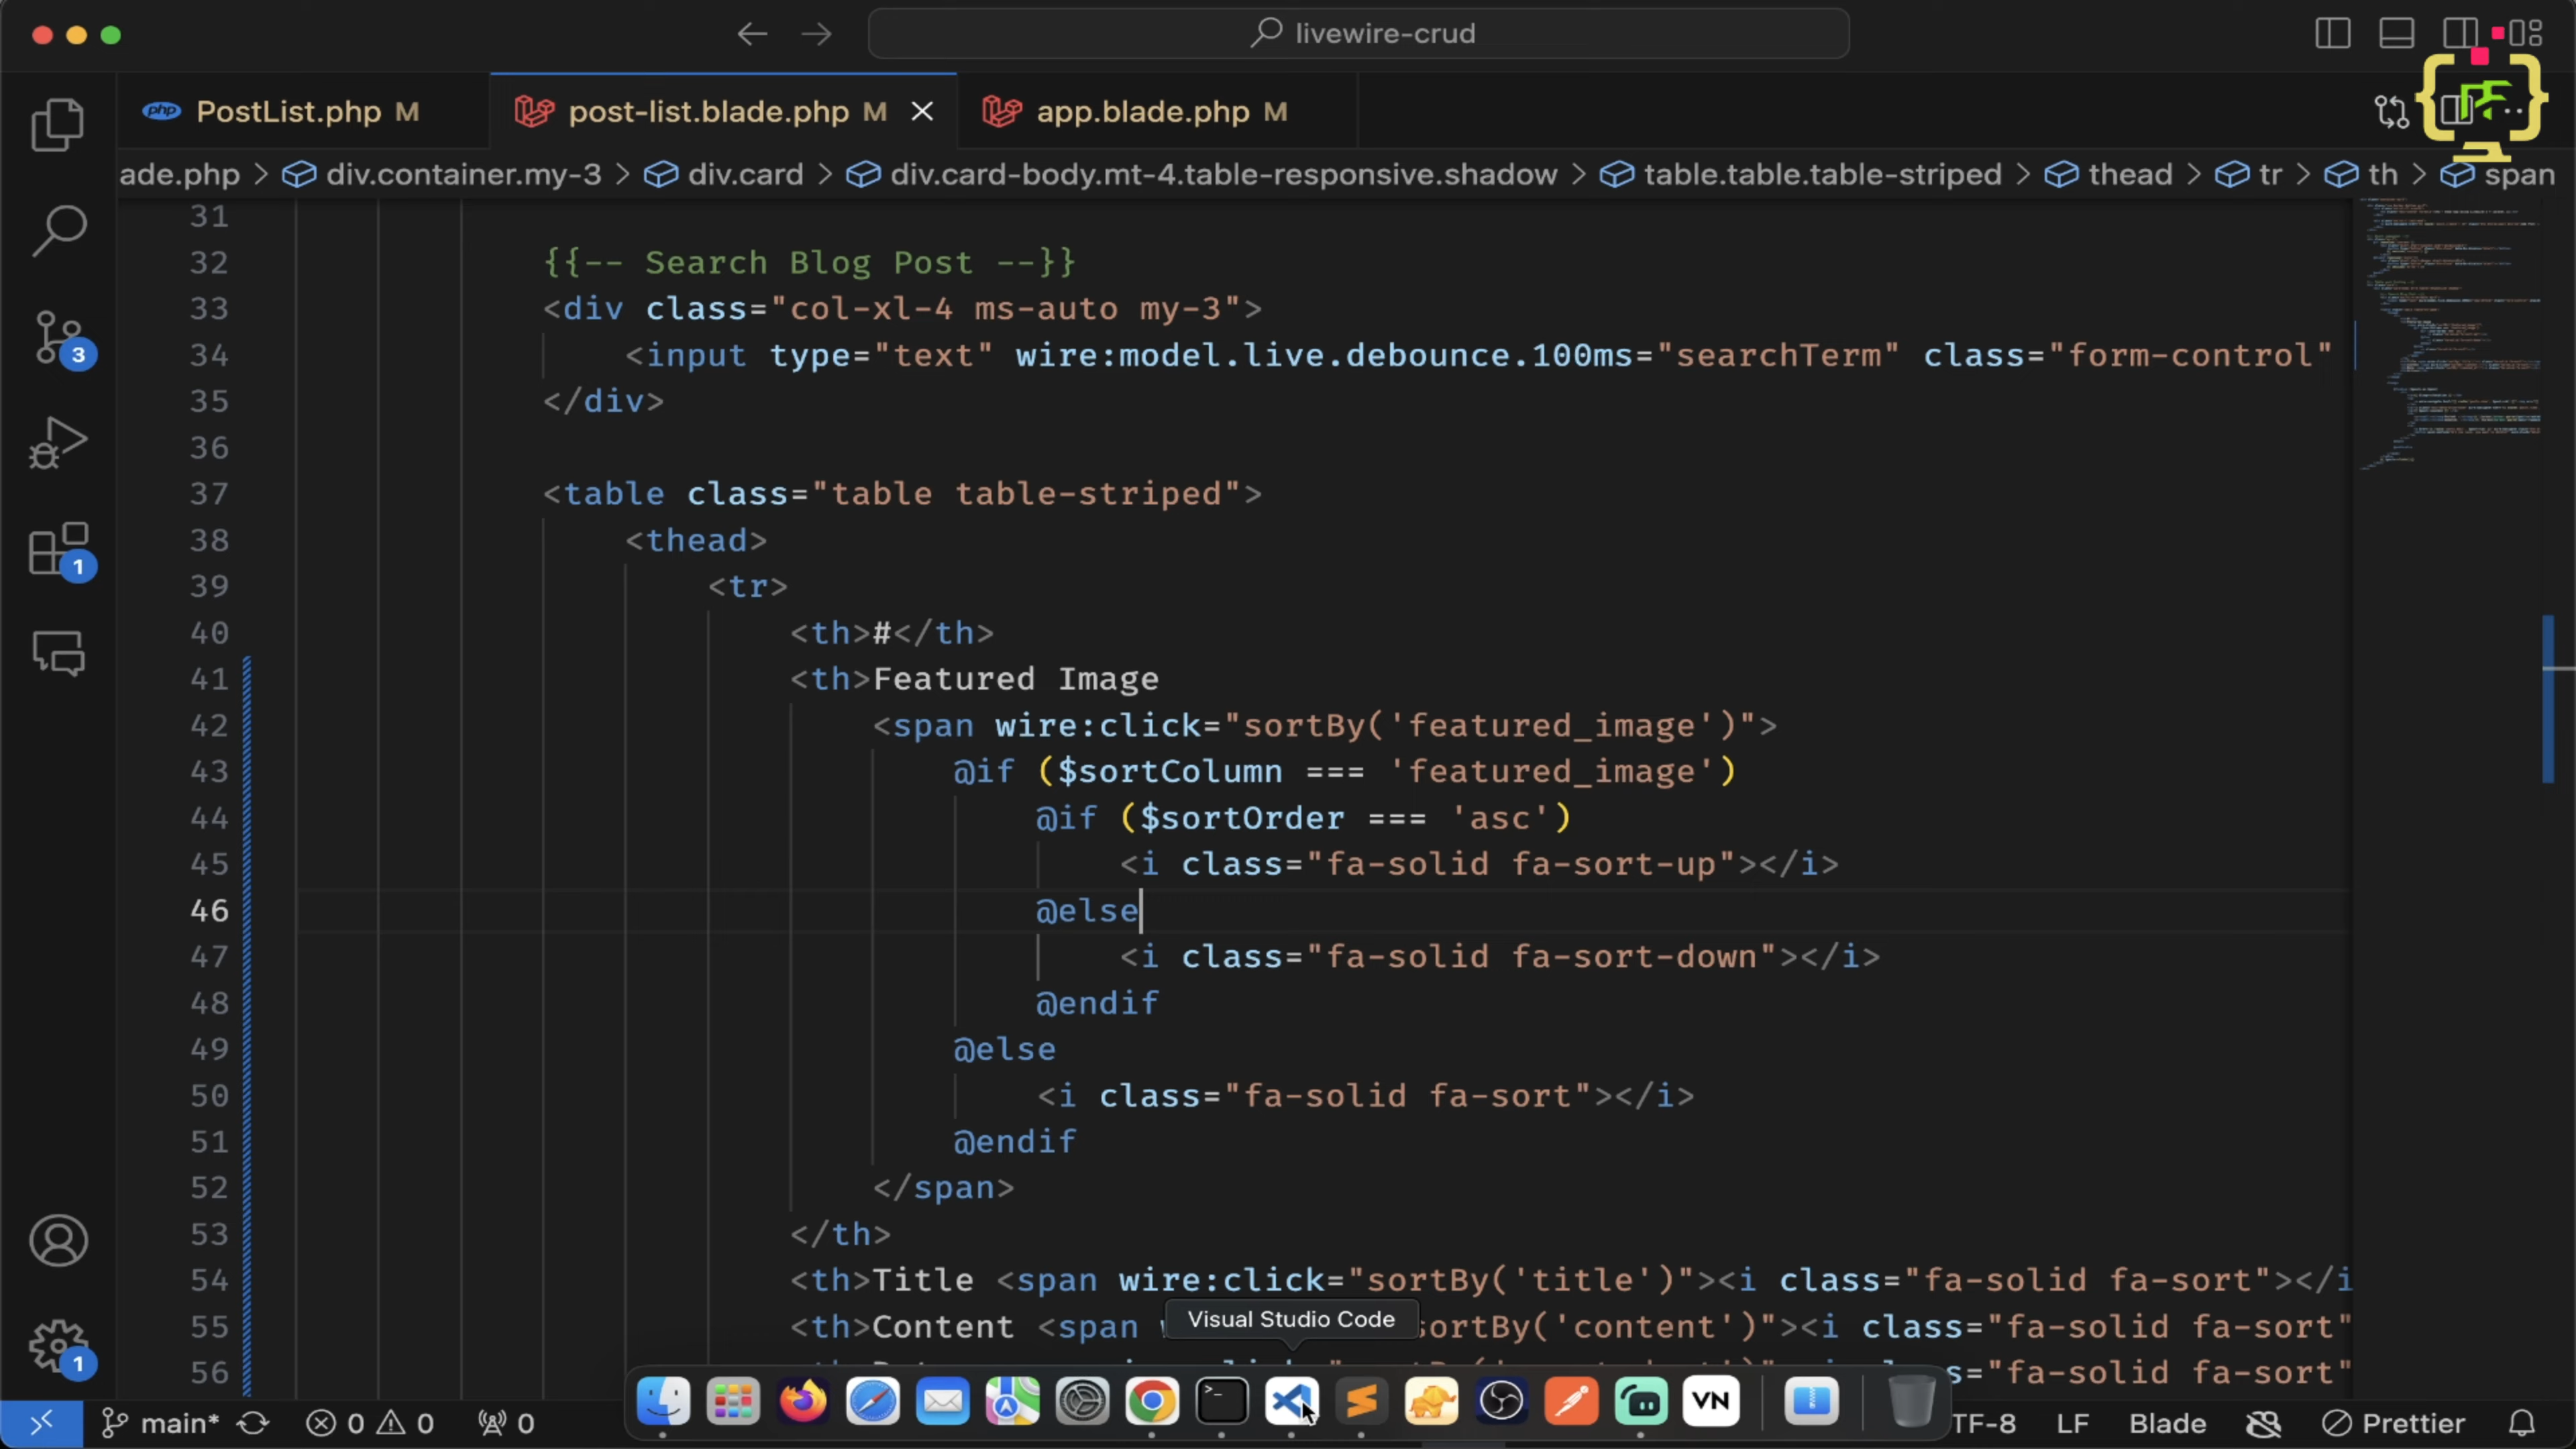 livewire-crud
PostList.php M
post-list.blade.php M
app.blade.php M
ade.php > div.container.my-3 > div.card > div.card-body.mt-4.table-responsive.shadow > table.table.table-striped > thead > tr > th > span
31
32 {{-- Search Blog Post --}}
33 <div class="col-xl-4 ms-auto my-3">
34 <input type="text" wire:model.live.debounce.100ms="searchTerm" class="form-control"
35 </div>
36
37 <table class="table table-striped">
38 <thead>
39 <tr>
40 <th>#</th>
41 <th>Featured Image
42 <span wire:click="sortBy('featured_image')">
43 @if ($sortColumn === 'featured_image')
44 @if ($sortOrder === 'asc')
45 <i class="fa-solid fa-sort-up"></i>
46 @else
47 <i class="fa-solid fa-sort-down"></i>
48 @endif
49 @else
50 <i class="fa-solid fa-sort"></i>
51 @endif
52 </span>
53 </th>
54 <th>Title <span wire:click="sortBy('title')"><i class="fa-solid fa-sort"></i
55 <th>Content <span sortBy('content')"><i class="fa-solid fa-sort"
56 s="fa-solid fa-sort"
Visual Studio Code
3
1
1
main* 0 0 0
VN
TF-8 LF Blade Prettier